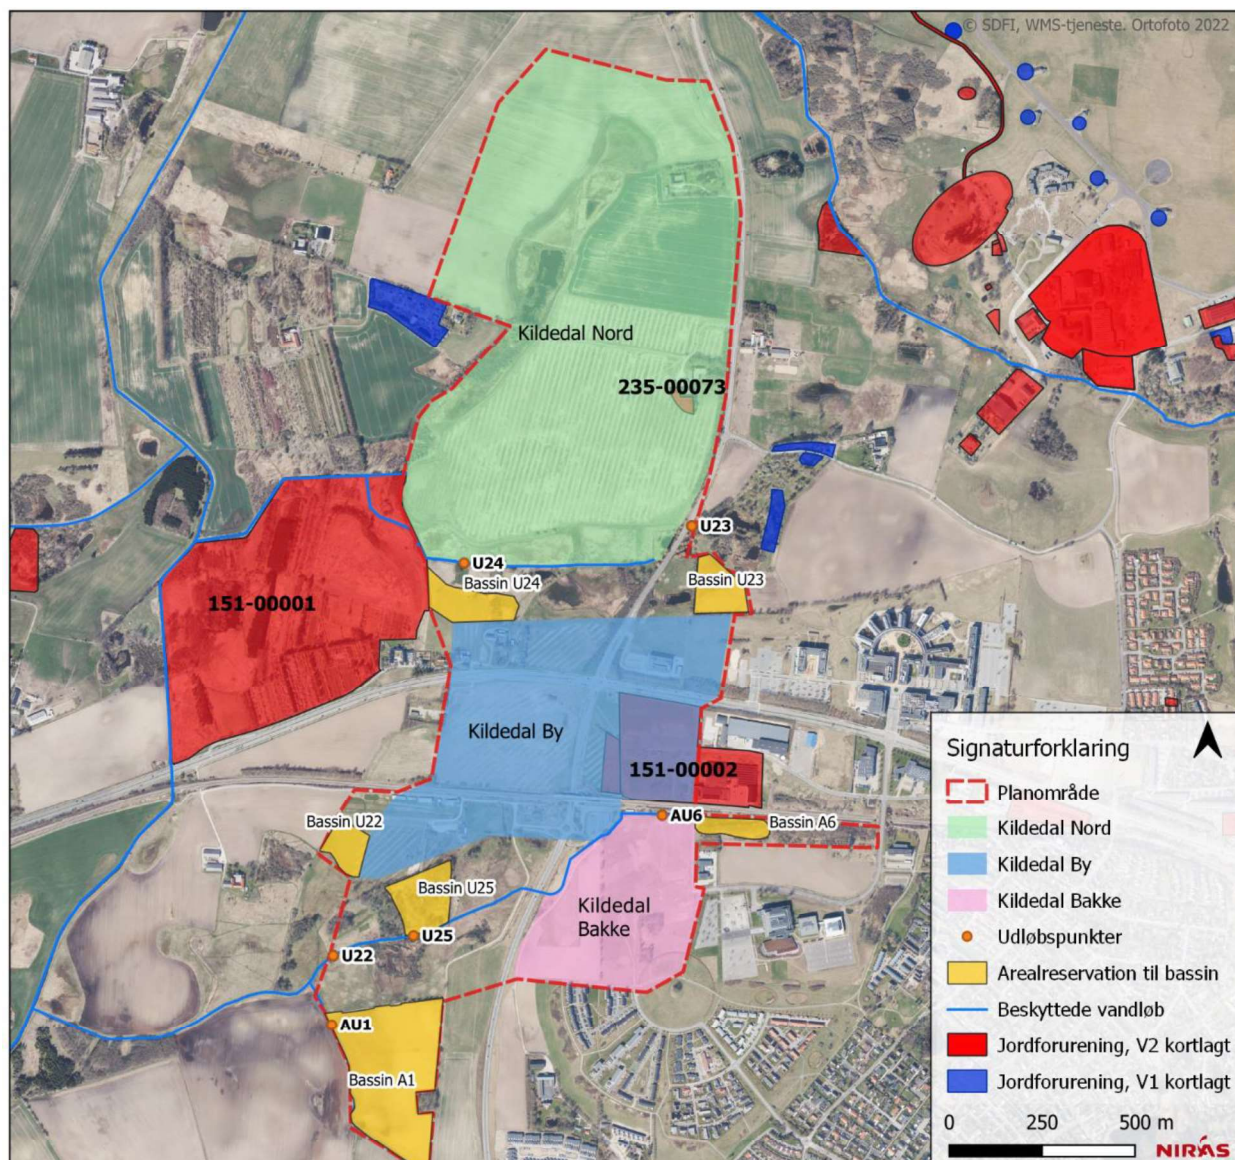 © SDFI, WMS-tjeneste. Ortofoto 2022
Kildedal Nord
235-00073
U23
U24
Bassin U24
Bassin U23
151-00001
Kildedal By
151-00002
AU6
Bassin A6
Bassin U22
Bassin U25
Kildedal
Bakke
U25
U22
AU1
Bassin A1
Signaturforklaring
Planområde
Kildedal Nord
Kildedal By
Kildedal Bakke
Udløbspunkter
Arealreservation til bassin
Beskyttede vandløb
Jordforurening, V2 kortlagt
Jordforurening, V1 kortlagt
0 250 500 m
NIRÁS